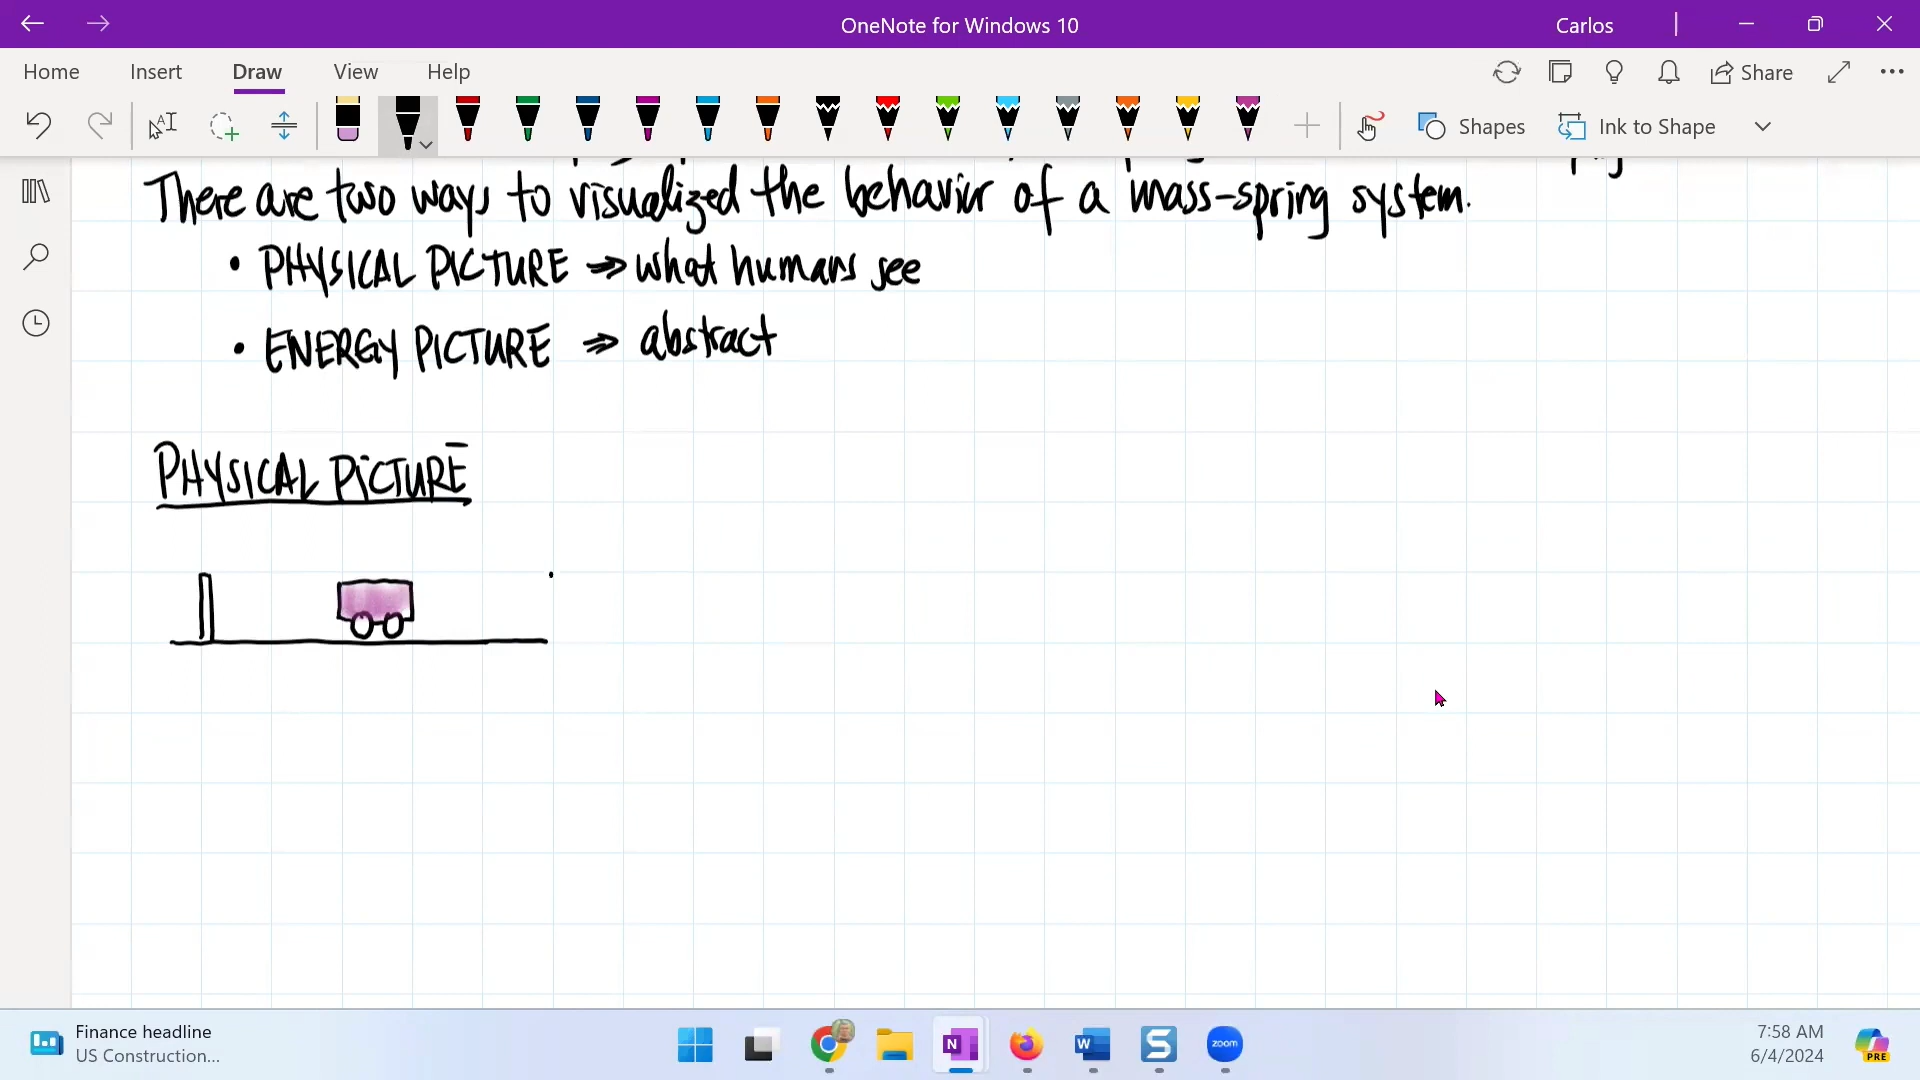 OneNote for Windows 10
Carlos
Home Insert Draw View Help
Share
Shapes Ink to Shape
There are two ways to visualized the behavior of a mass-spring system.
• PHYSICAL PICTURE ⇒ what humans see
• ENERGY PICTURE ⇒ abstract
PHYSICAL PICTURE
Finance headline
US Construction...
N
W
S
zoom
7:58 AM
6/4/2024
PRE